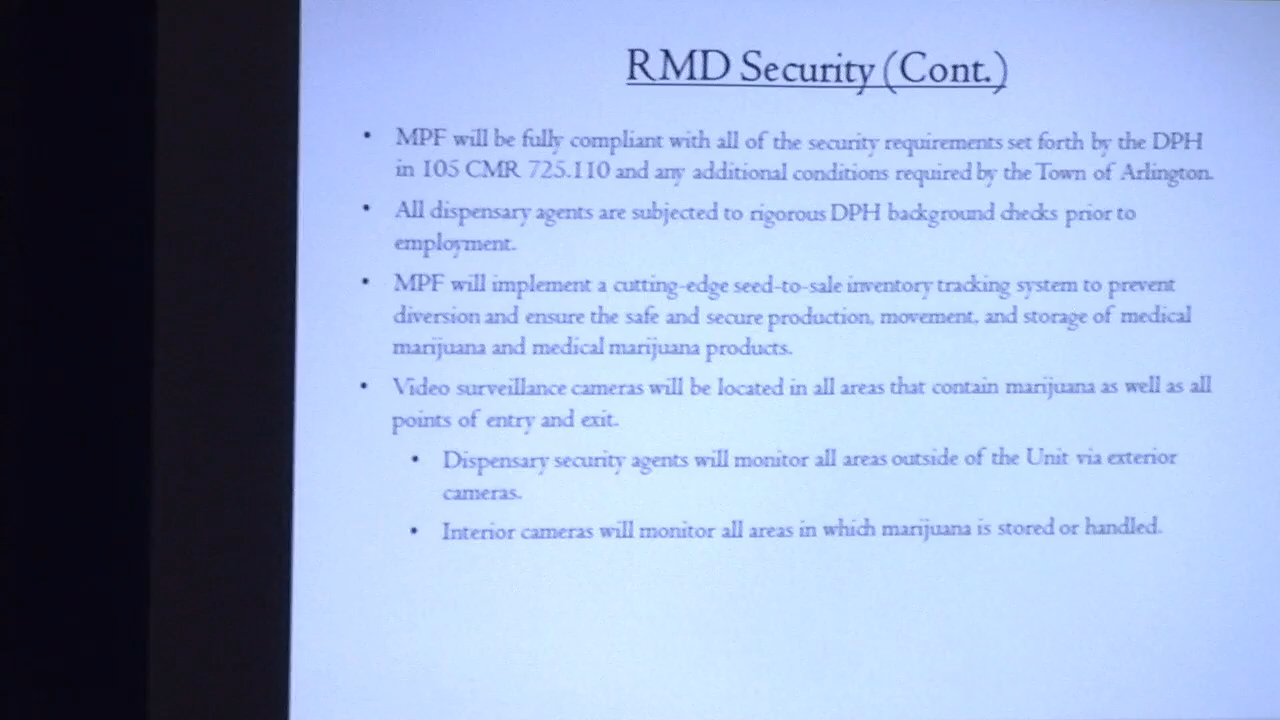 RMD Security (Cont.)
• MPF will be fully compliant with all of the security requirements set forth by the DPH
in 105 CMR 725.110 and any additional conditions required by the Town of Arlington.
• All dispensary agents are subjected to rigorous DPH background checks prior to
employment.
• MPF will implement a cutting-edge seed-to-sale inventory tracking system to prevent
diversion and ensure the safe and secure production, movement, and storage of medical
marijuana and medical marijuana products.
• Video surveillance cameras will be located in all areas that contain marijuana as well as all
points of entry and exit.
• Dispensary security agents will monitor all areas outside of the Unit via exterior
cameras.
• Interior cameras will monitor all areas in which marijuana is stored or handled.